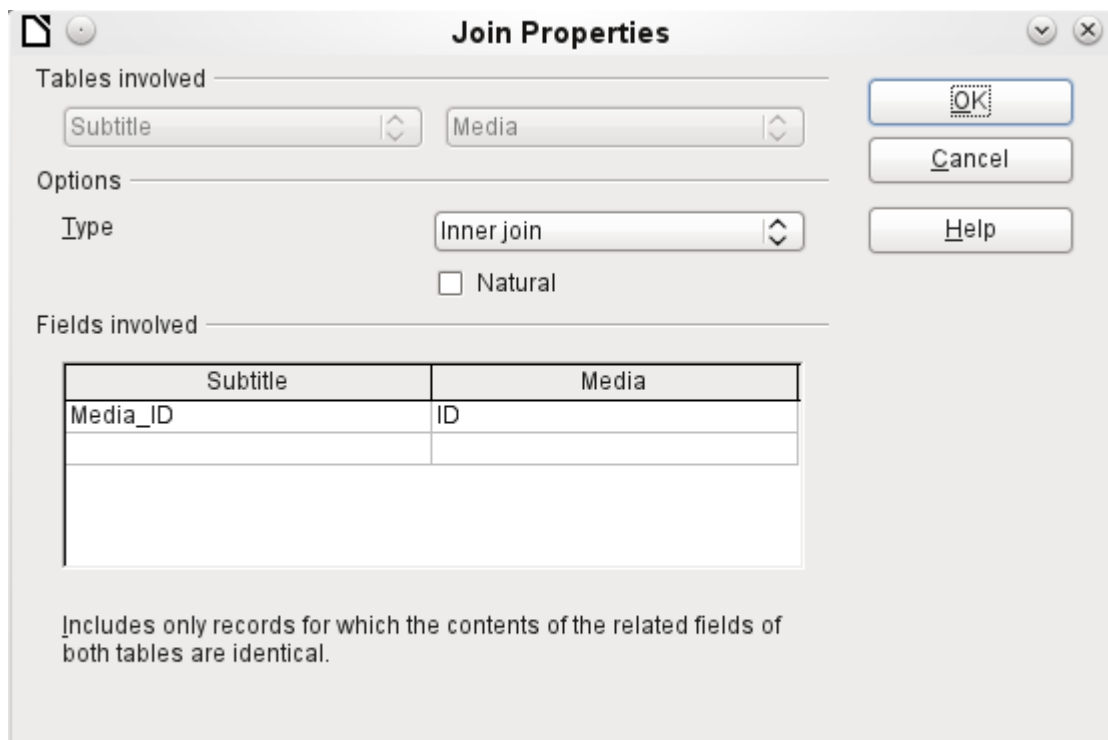 Join Properties
Tables involved
Subtitle Media
OK
Cancel
Options
Type Inner join
Help
Natural
Fields involved
Subtitle Media
Media_ID ID
Includes only records for which the contents of the related fields of
both tables are identical.